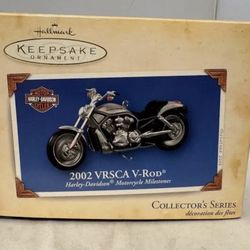 Hallmark
KEEPSAKE
ORNAMENT
HARLEY-DAVIDSON
2002 VRSCA V-ROD®
Harley-Davidson® Motorcycle Milestones
COLLECTOR'S SERIES
décoration des fêtes